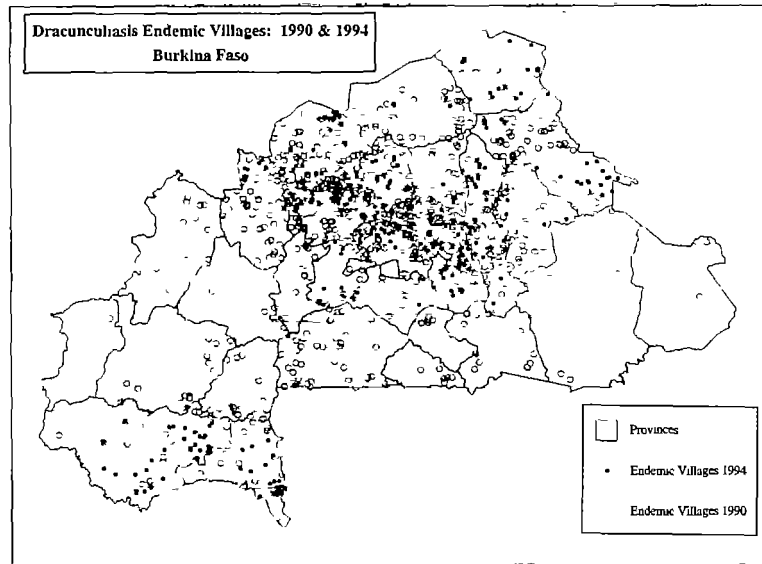 Dracunculiasis Endemic Villages: 1990 & 1994
Burkina Faso
Provinces
Endemic Villages 1994
Endemic Villages 1990